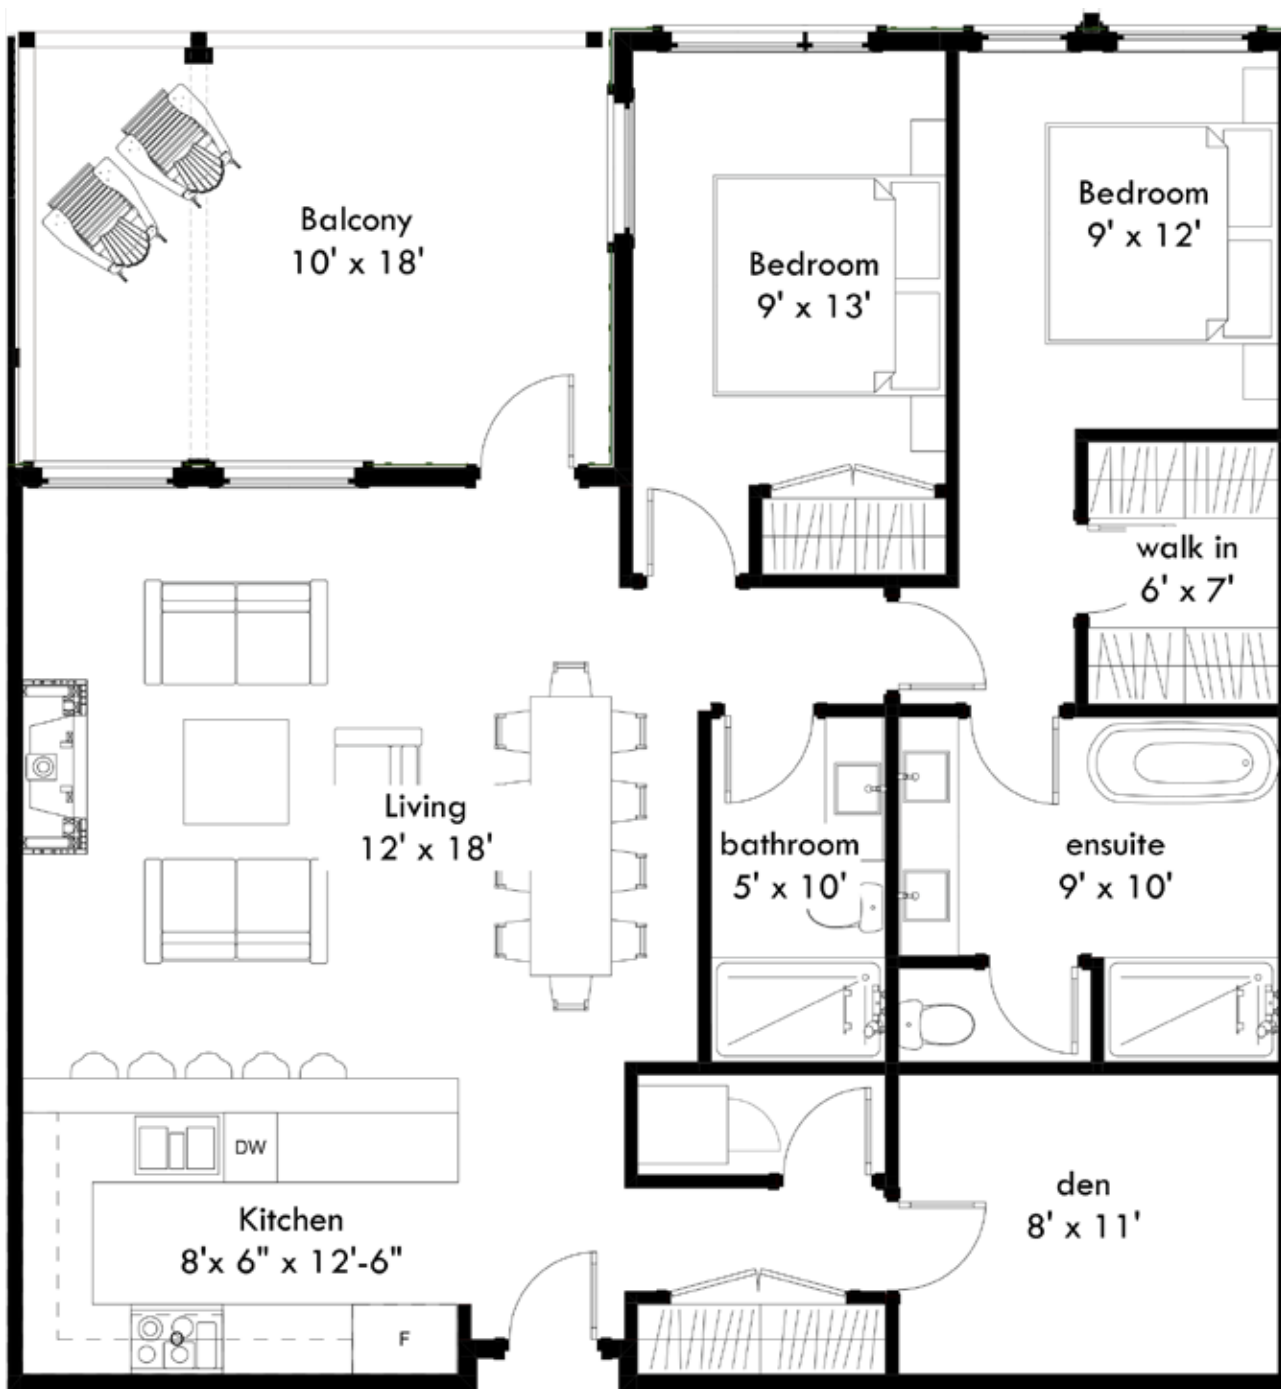 Balcony
10' x 18'
Bedroom
9' x 13'
Bedroom
9' x 12'
walk in
6' x 7'
Living
12' x 18'
bathroom
5' x 10'
ensuite
9' x 10'
DW
Kitchen
8'x 6" x 12'-6"
F
den
8' x 11'